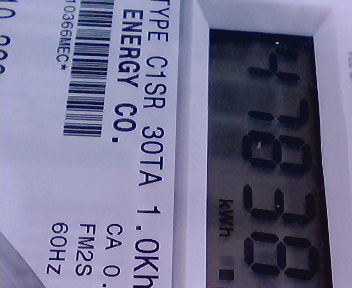 47830
kWh
TYPE C1SR 30TA 1.0Kh
ENERGY CO.
CA 0.
FM2S
60HZ
10366MEC*